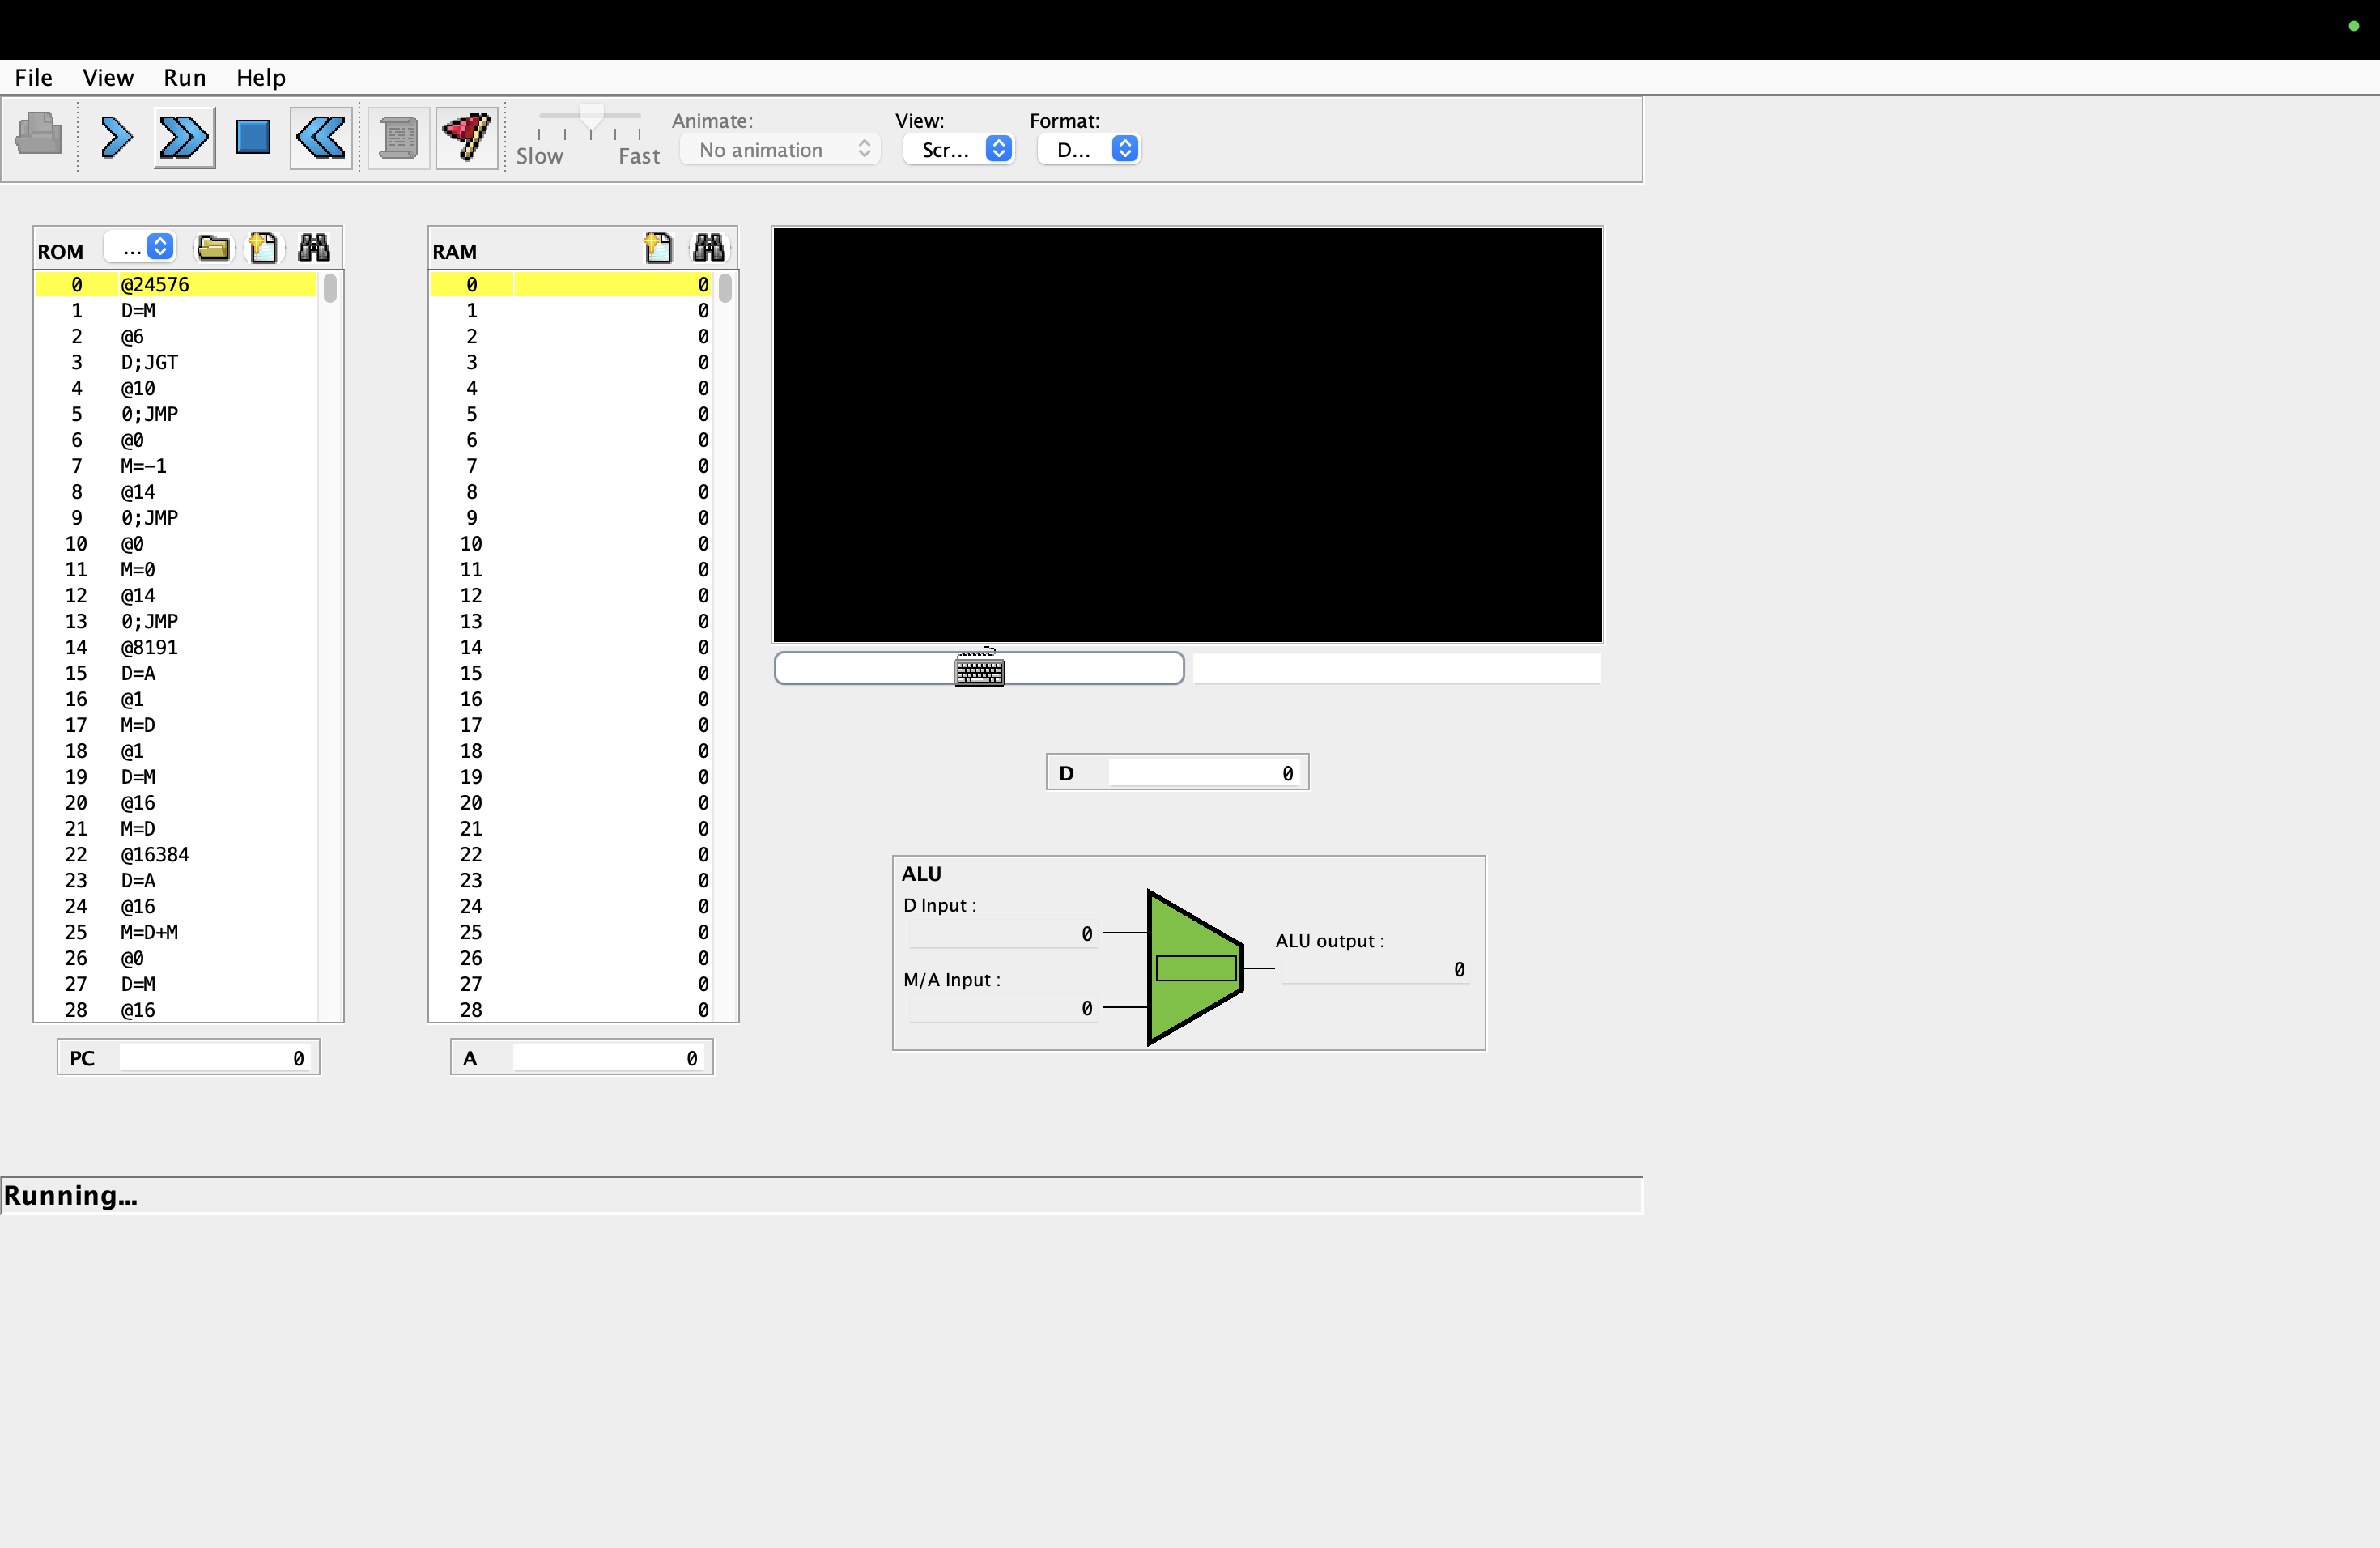 File View Run Help
Animate: View: Format:
Slow Fast No animation Scr... D...
ROM ...
0 @24576
1 D=M
2 @6
3 D;JGT
4 @10
5 0;JMP
6 @0
7 M=-1
8 @14
9 0;JMP
10 @0
11 M=0
12 @14
13 0;JMP
14 @8191
15 D=A
16 @1
17 M=D
18 @1
19 D=M
20 @16
21 M=D
22 @16384
23 D=A
24 @16
25 M=D+M
26 @0
27 D=M
28 @16
PC 0
RAM
0 0
1 0
2 0
3 0
4 0
5 0
6 0
7 0
8 0
9 0
10 0
11 0
12 0
13 0
14 0
15 0
16 0
17 0
18 0
19 0
20 0
21 0
22 0
23 0
24 0
25 0
26 0
27 0
28 0
A 0
D 0
ALU
D Input :
0
M/A Input :
0
ALU output :
0
Running...